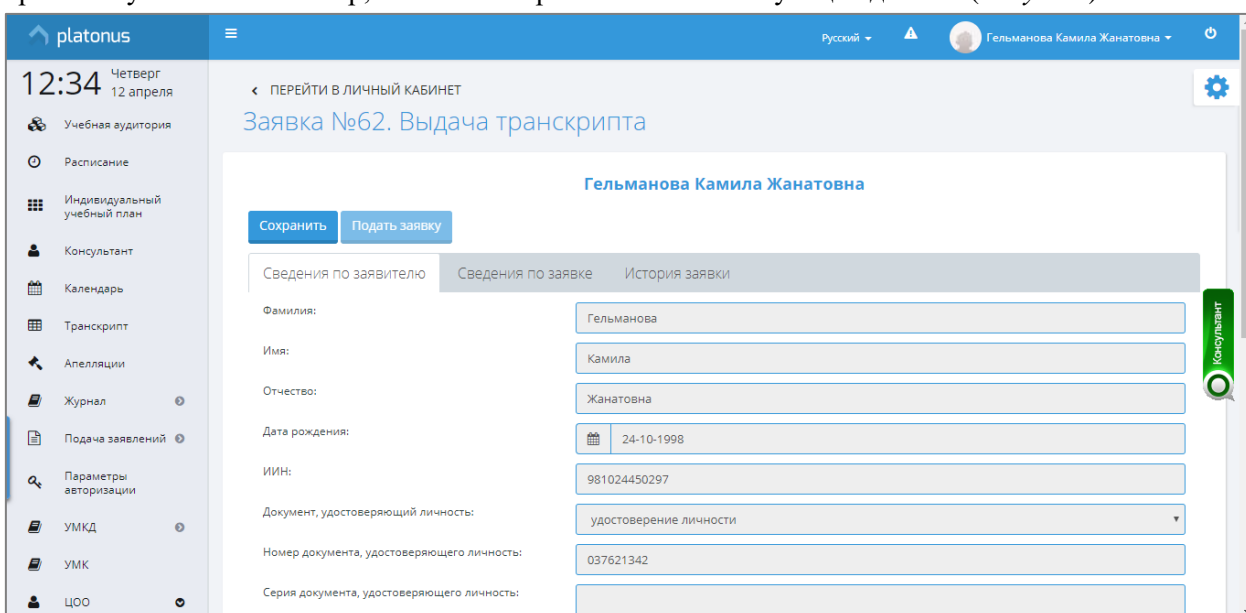 platonus
Русский
Гельманова Камила Жанатовна
12:34 Четверг
12 апреля
Учебная аудитория
Расписание
Индивидуальный
учебный план
Консультант
Календарь
Транскрипт
Апелляции
Журнал
Подача заявлений
Параметры
авторизации
УМКД
УМК
ЦОО
ПЕРЕЙТИ В ЛИЧНЫЙ КАБИНЕТ
Заявка №62. Выдача транскрипта
Гельманова Камила Жанатовна
Сохранить Подать заявку
Сведения по заявителю Сведения по заявке История заявки
Фамилия: Гельманова
Имя: Камила
Отчество: Жанатовна
Дата рождения: 24-10-1998
ИИН: 981024450297
Документ, удостоверяющий личность: удостоверение личности
Номер документа, удостоверяющего личность: 037621342
Серия документа, удостоверяющего личность:
Консультант